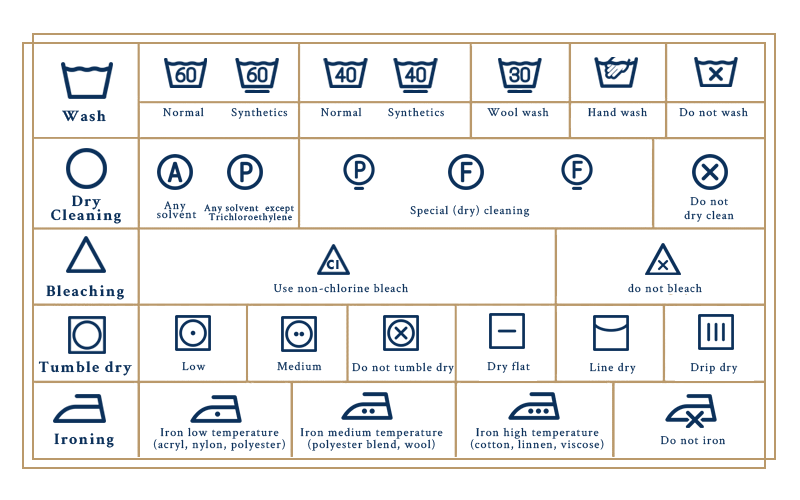 60 60 40 40 30
Wash
Normal Synthetics Normal Synthetics Wool wash Hand wash Do not wash
A P P F F
Dry
Cleaning
Any
solvent
Any solvent except
Trichloroethylene
Special (dry) cleaning
Do not
dry clean
Cl
Bleaching
Use non-chlorine bleach
do not bleach
Tumble dry
Low
Medium
Do not tumble dry
Dry flat
Line dry
Drip dry
Ironing
Iron low temperature
(acryl, nylon, polyester)
Iron medium temperature
(polyester blend, wool)
Iron high temperature
(cotton, linnen, viscose)
Do not iron